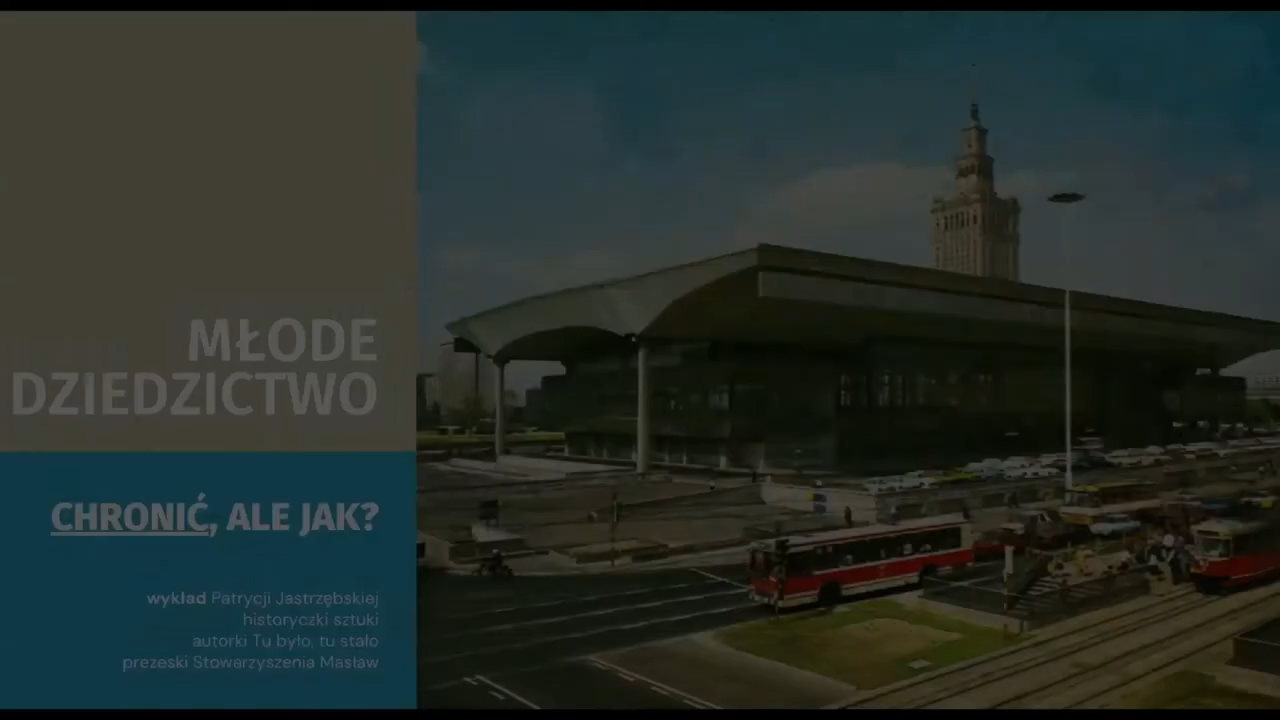 MŁODE
DZIEDZICTWO
CHRONIĆ, ALE JAK?
wykład Patrycji Jastrzębskiej
historyczki sztuki
autorki Tu było, tu stało
prezeski Stowarzyszenia Masław